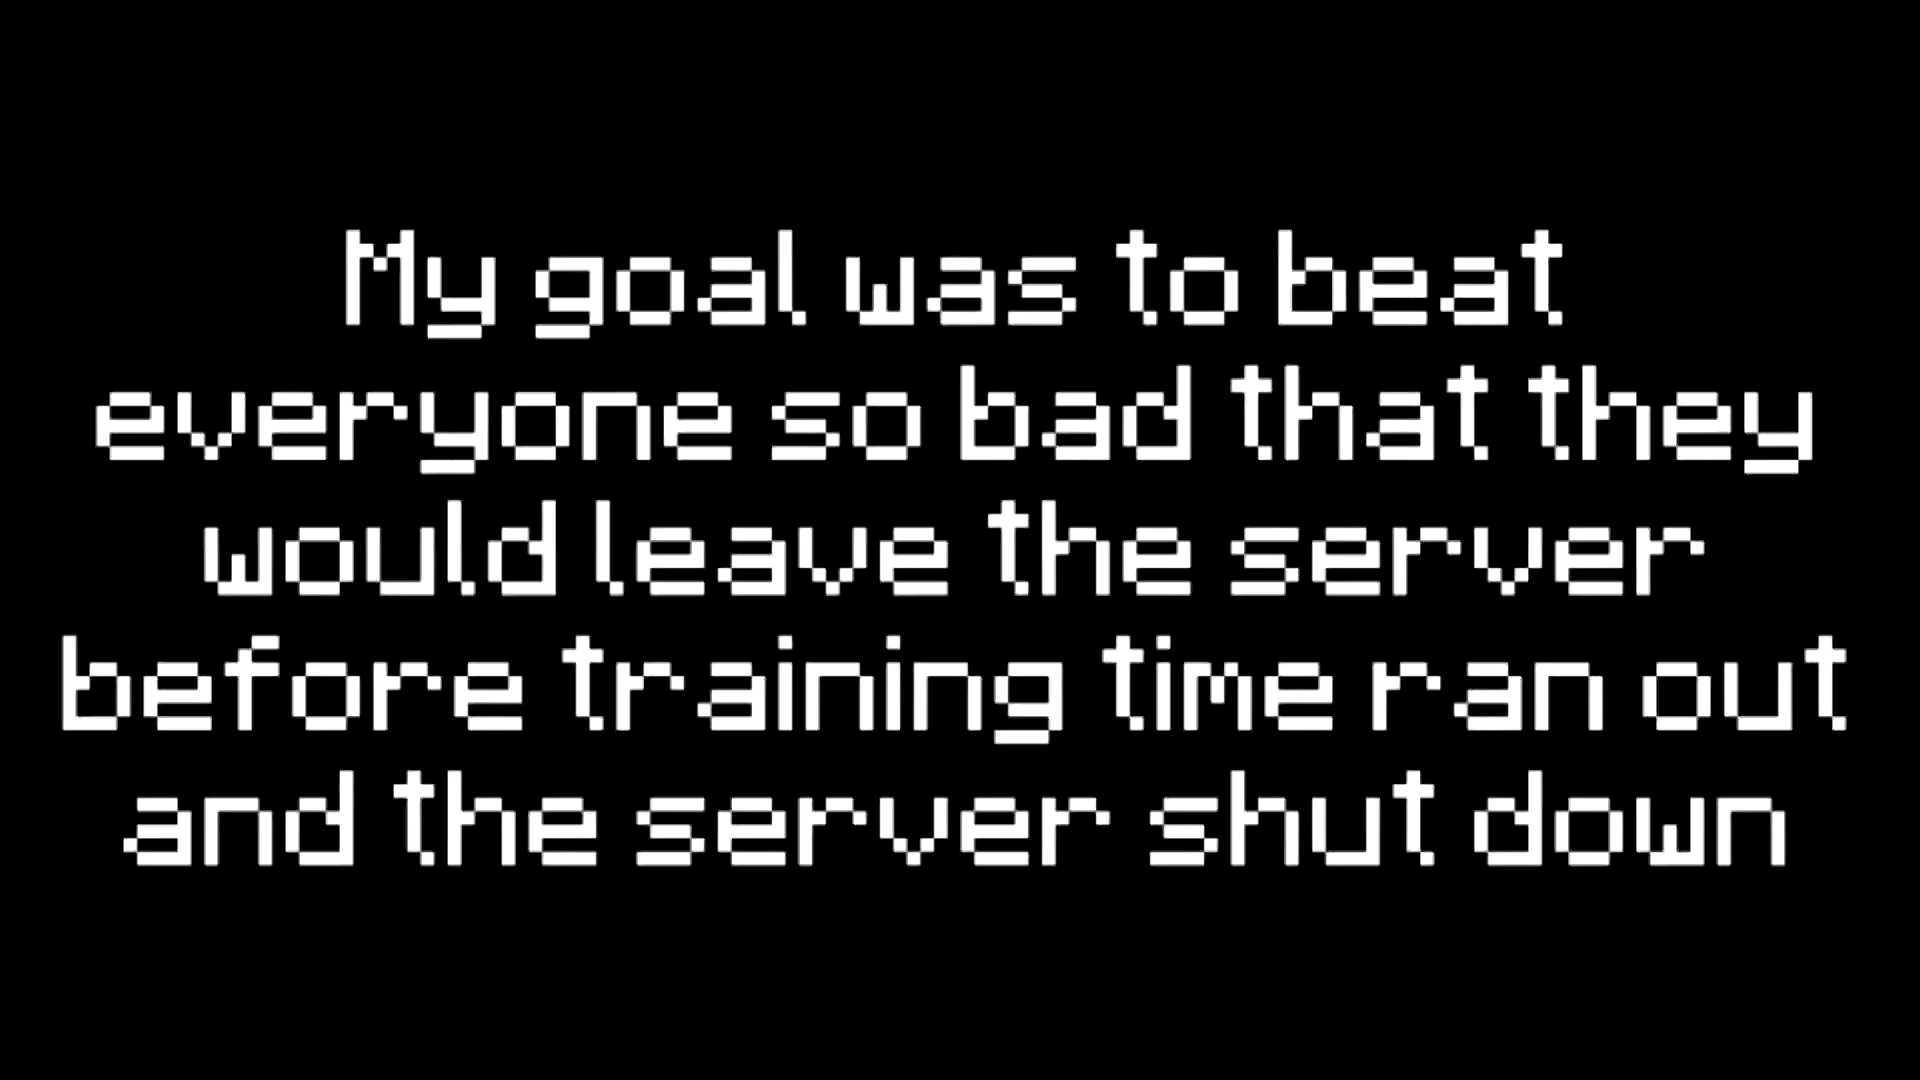 My goal was to beat
everyone so bad that they
would leave the server
before training time ran out
and the server shut down